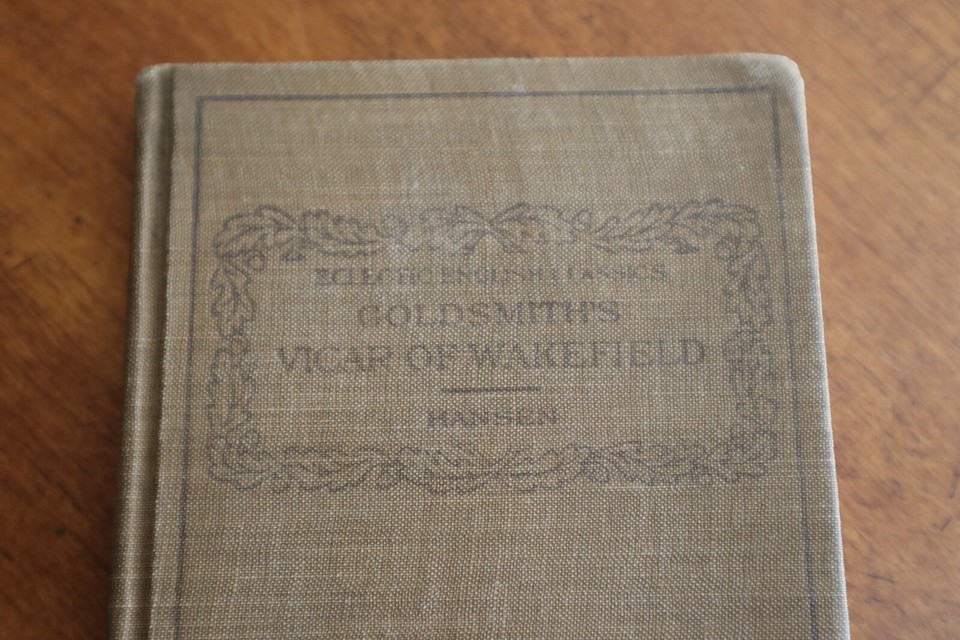 ECLECTIC ENGLISH CLASSICS
GOLDSMITH'S
VICAR OF WAKEFIELD
HANSEN